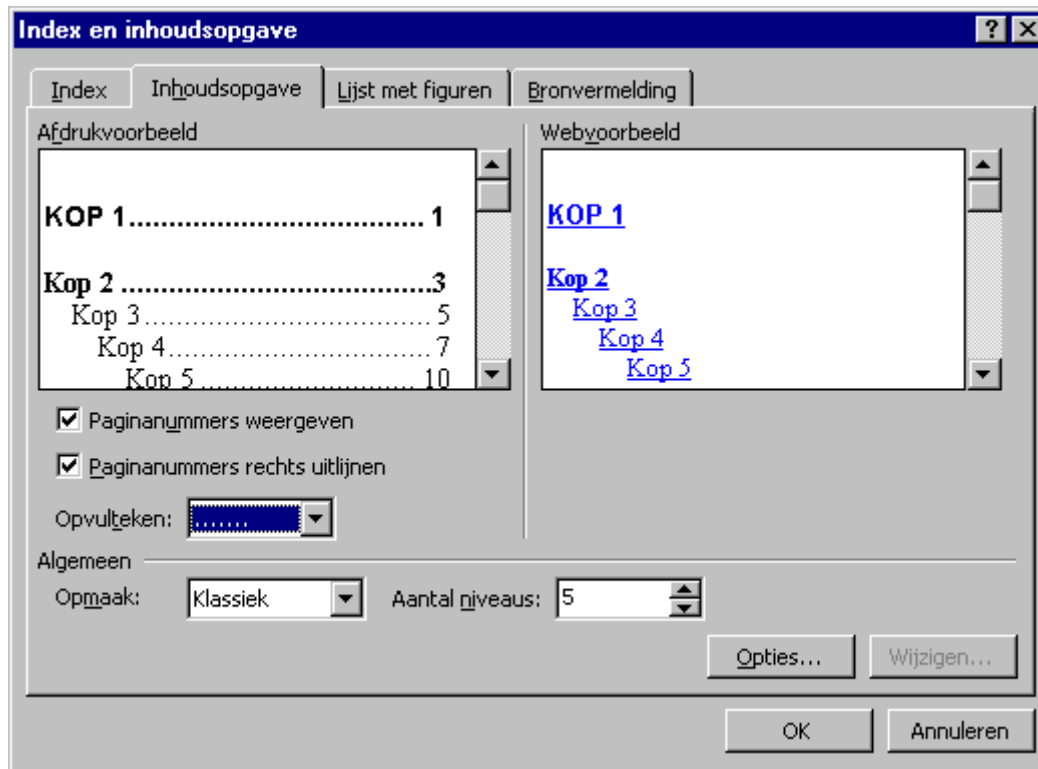 Index en inhoudsopgave
Index
Inhoudsopgave
Lijst met figuren
Bronvermelding
Afdrukvoorbeeld
KOP 1..................................... 1
Kop 2 ......................................3
Kop 3................................... 5
Kop 4................................ 7
Kop 5.......................... 10
Webvoorbeeld
KOP 1
Kop 2
Kop 3
Kop 4
Kop 5
Paginanummers weergeven
Paginanummers rechts uitlijnen
Opvulteken: .......
Algemeen
Opmaak: Klassiek Aantal niveaus: 5
Opties... Wijzigen...
OK Annuleren